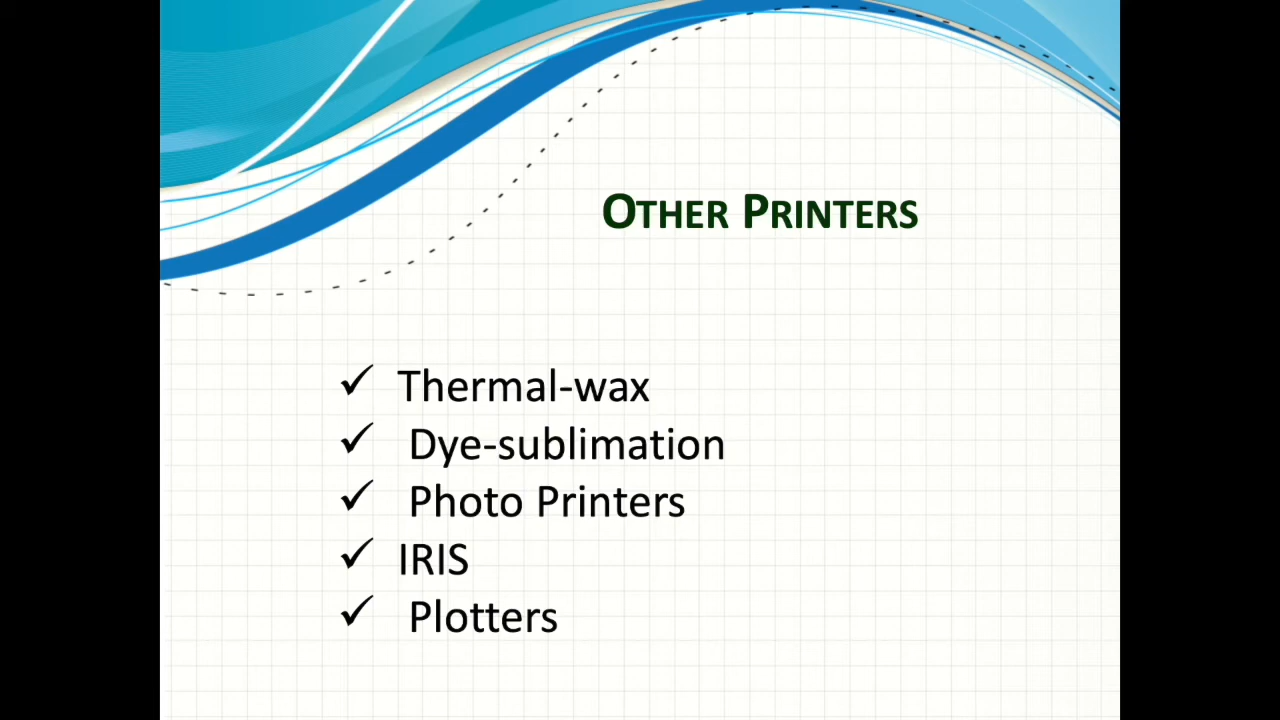 Other Printers
✓ Thermal-wax
✓ Dye-sublimation
✓ Photo Printers
✓ IRIS
✓ Plotters